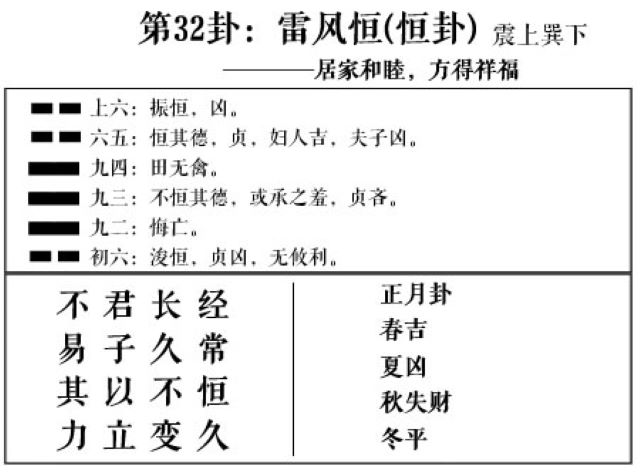 第32卦：雷风恒(恒卦) 震上巽下
————居家和睦，方得祥福
上六：振恒，凶。
六五：恒其德，贞，妇人吉，夫子凶。
九四：田无禽。
九三：不恒其德，或承之羞，贞吝。
九二：悔亡。
初六：浚恒，贞凶，无攸利。
经常恒久
长久不变
君子以立
不易其力
正月卦
春吉
夏凶
秋失财
冬平